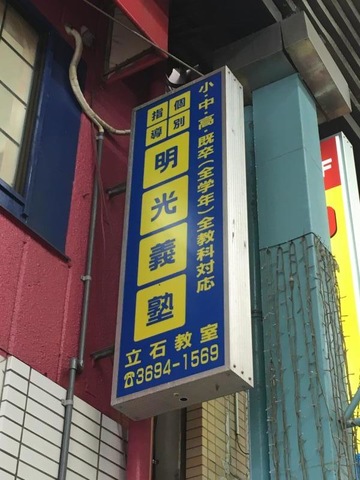 小・中・高・既卒(全学年)全教科対応
個別
指導
明光義塾
立石教室
☎3694-1569